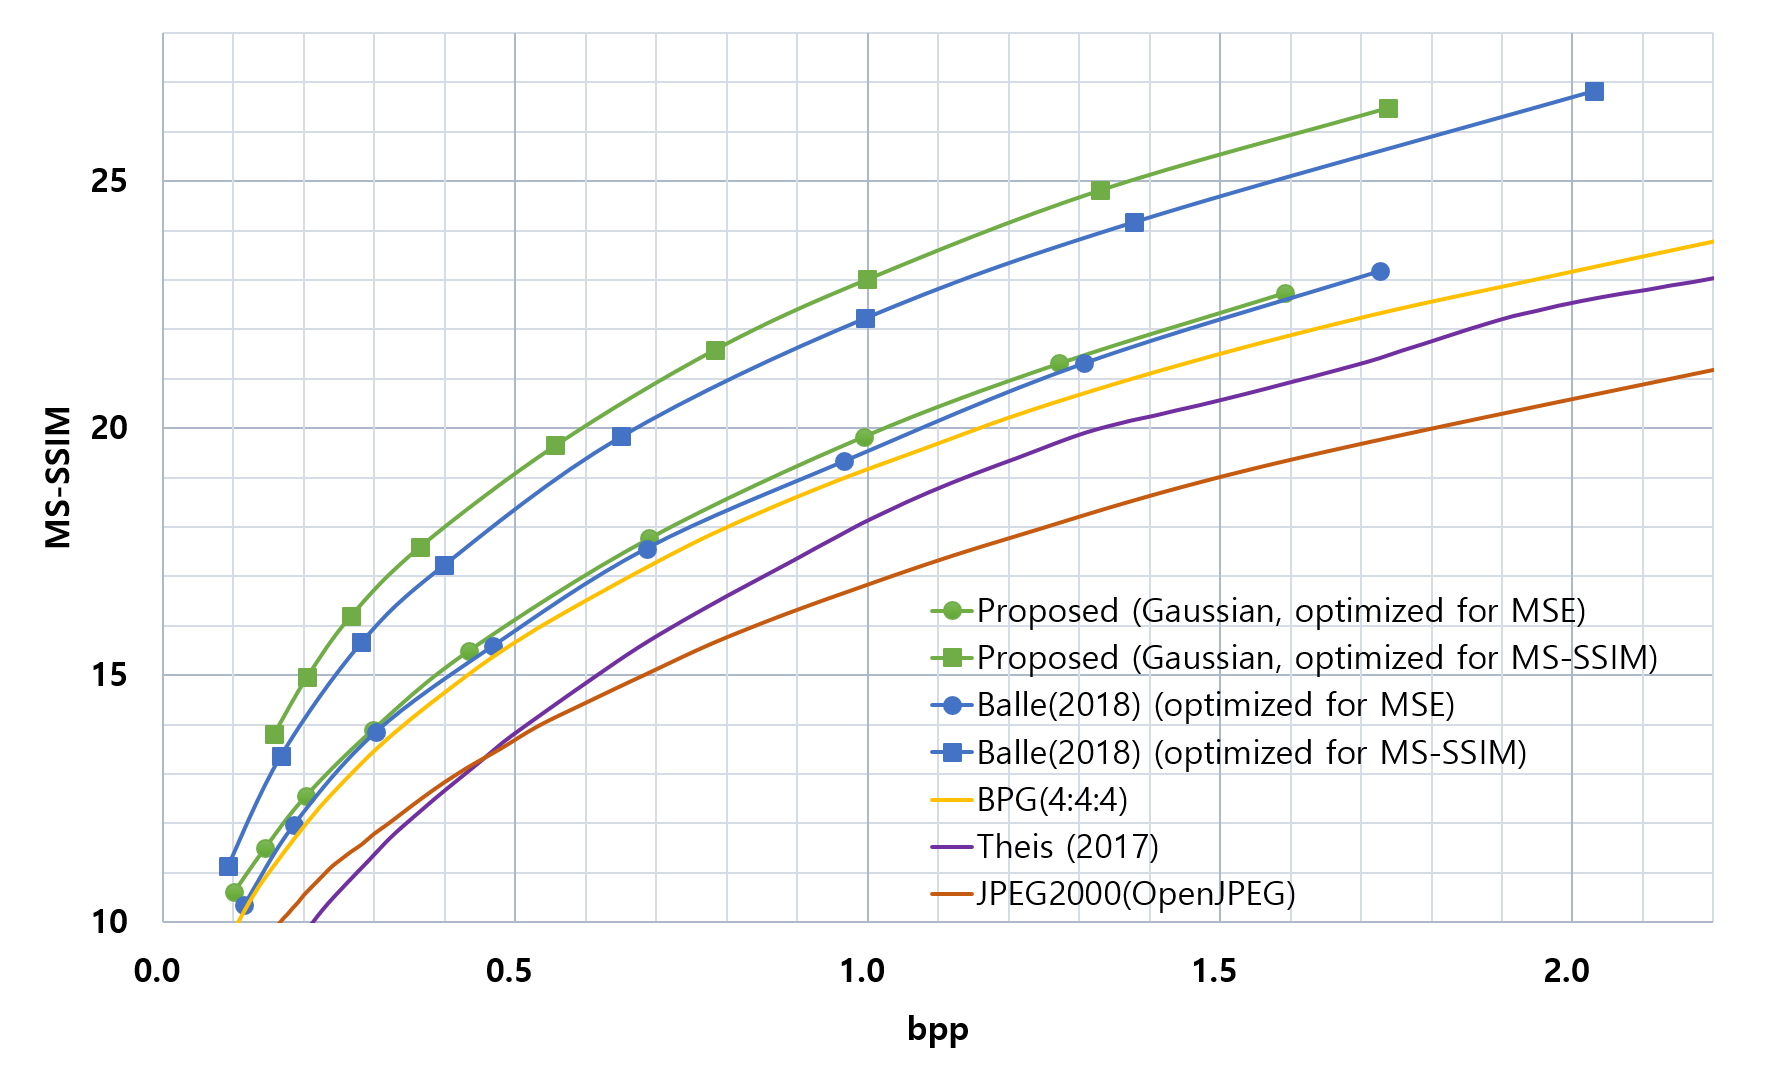 25
20
15
10
MS-SSIM
0.0 0.5 1.0 1.5 2.0
bpp
Proposed (Gaussian, optimized for MSE)
Proposed (Gaussian, optimized for MS-SSIM)
Balle(2018) (optimized for MSE)
Balle(2018) (optimized for MS-SSIM)
BPG(4:4:4)
Theis (2017)
JPEG2000(OpenJPEG)